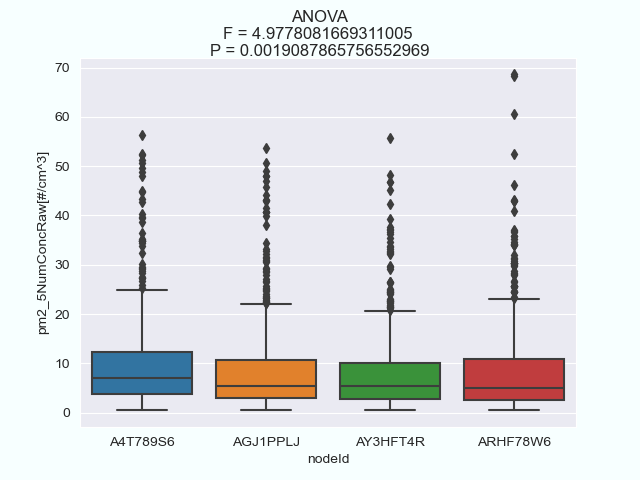 ANOVA
F = 4.9778081669311005
P = 0.0019087865756552969
70
60
50
40
30
20
10
0
pm2_5NumConcRaw[#/cm^3]
A4T789S6 AGJ1PPLJ AY3HFT4R ARHF78W6
nodeId